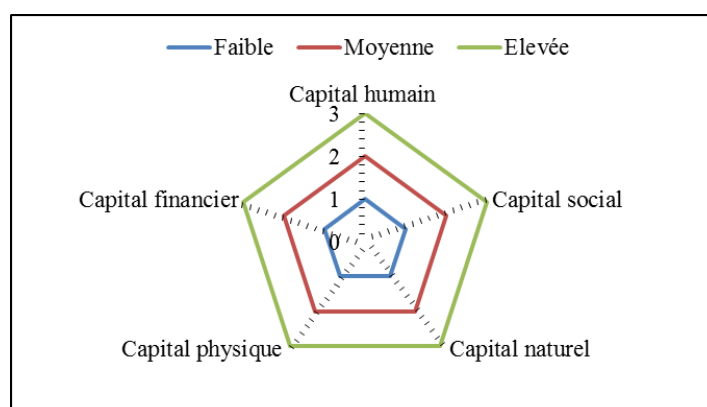 Faible Moyenne Elevée
Capital humain
3
2
Capital financier
Capital social
1
0
Capital physique
Capital naturel